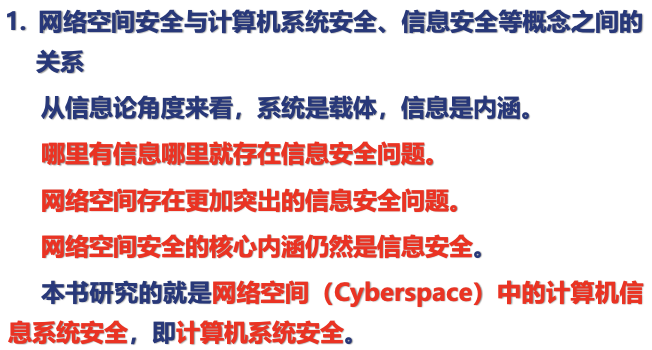 1. 网络空间安全与计算机系统安全、信息安全等概念之间的
关系
从信息论角度来看，系统是载体，信息是内涵。
哪里有信息哪里就存在信息安全问题。
网络空间存在更加突出的信息安全问题。
网络空间安全的核心内涵仍然是信息安全。
本书研究的就是网络空间（Cyberspace）中的计算机信
息系统安全，即计算机系统安全。